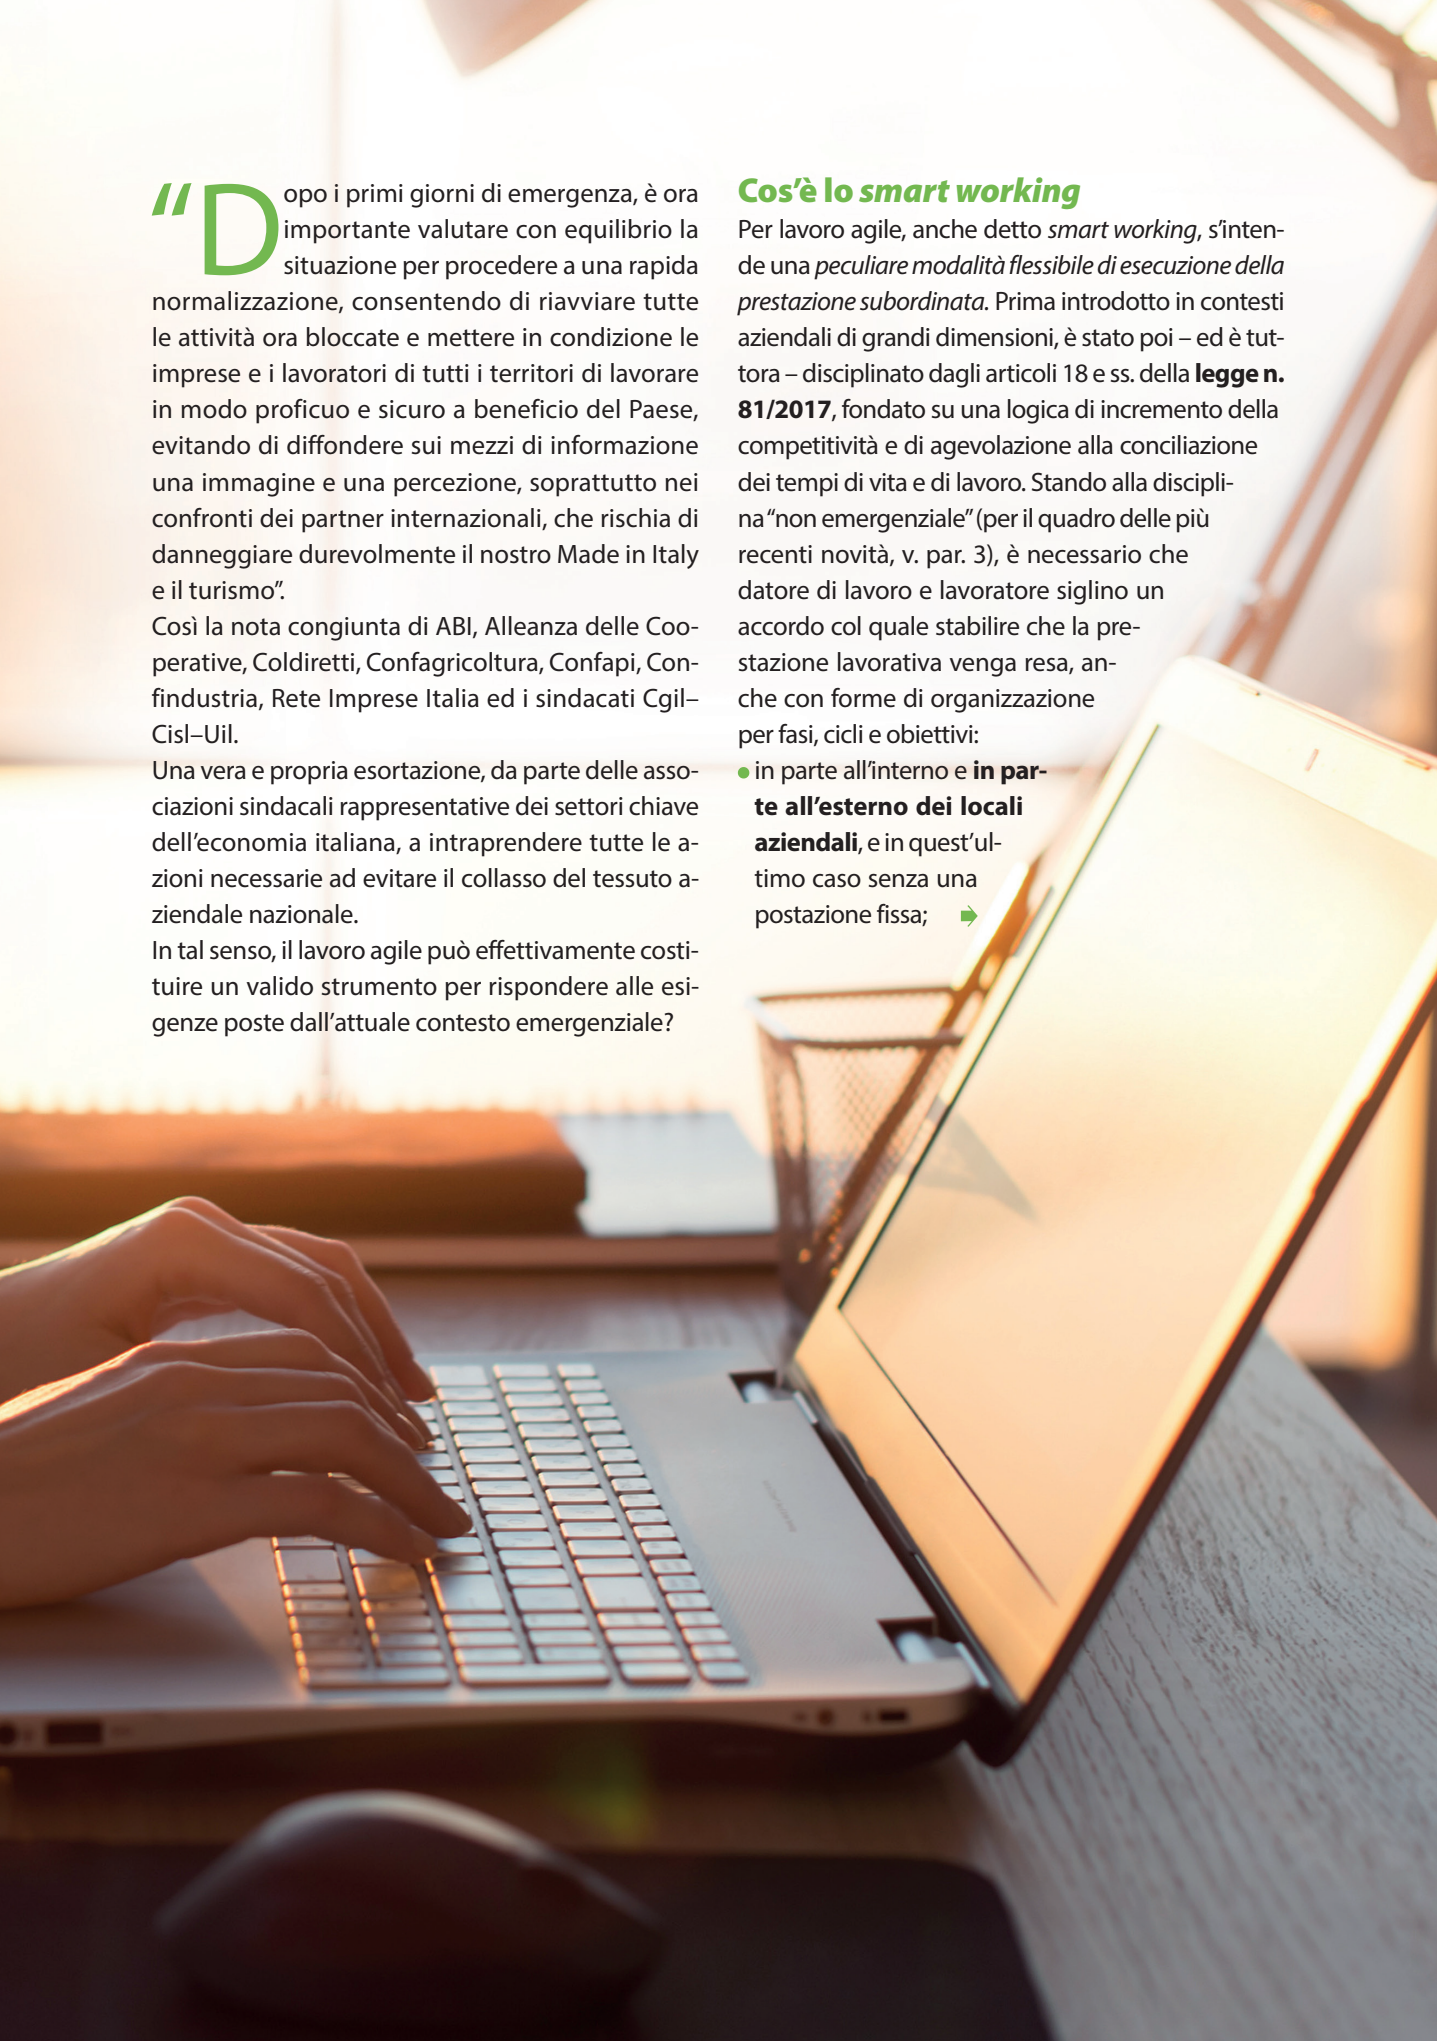 “Dopo i primi giorni di emergenza, è ora
importante valutare con equilibrio la
situazione per procedere a una rapida
normalizzazione, consentendo di riavviare tutte
le attività ora bloccate e mettere in condizione le
imprese e i lavoratori di tutti i territori di lavorare
in modo proficuo e sicuro a beneficio del Paese,
evitando di diffondere sui mezzi di informazione
una immagine e una percezione, soprattutto nei
confronti dei partner internazionali, che rischia di
danneggiare durevolmente il nostro Made in Italy
e il turismo”.
Così la nota congiunta di ABI, Alleanza delle Coo-
perative, Coldiretti, Confagricoltura, Confapi, Con-
findustria, Rete Imprese Italia ed i sindacati Cgil–
Cisl–Uil.
Una vera e propria esortazione, da parte delle asso-
ciazioni sindacali rappresentative dei settori chiave
dell’economia italiana, a intraprendere tutte le a-
zioni necessarie ad evitare il collasso del tessuto a-
ziendale nazionale.
In tal senso, il lavoro agile può effettivamente costi-
tuire un valido strumento per rispondere alle esi-
genze poste dall’attuale contesto emergenziale?
Cos’è lo smart working
Per lavoro agile, anche detto smart working, s’inten-
de una peculiare modalità flessibile di esecuzione della
prestazione subordinata. Prima introdotto in contesti
aziendali di grandi dimensioni, è stato poi – ed è tut-
tora – disciplinato dagli articoli 18 e ss. della legge n.
81/2017, fondato su una logica di incremento della
competitività e di agevolazione alla conciliazione
dei tempi di vita e di lavoro. Stando alla discipli-
na “non emergenziale” (per il quadro delle più
recenti novità, v. par. 3), è necessario che
datore di lavoro e lavoratore siglino un
accordo col quale stabilire che la pre-
stazione lavorativa venga resa, an-
che con forme di organizzazione
per fasi, cicli e obiettivi:
● in parte all’interno e in par-
te all’esterno dei locali
aziendali, e in quest’ul-
timo caso senza una
postazione fissa;